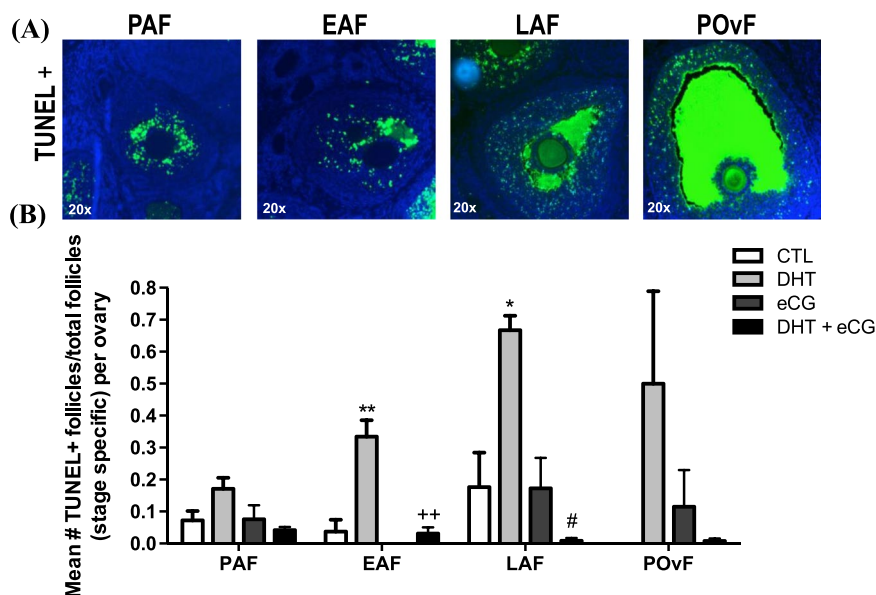 (A)
PAF EAF LAF POvF
TUNEL +
20x 20x 20x 20x
(B)
Mean # TUNEL+ follicles/total follicles
(stage specific) per ovary
CTL
DHT
eCG
DHT + eCG
0.8
0.7
0.6
0.5
0.4
0.3
0.2
0.1
0.0
** ++ * #
PAF EAF LAF POvF